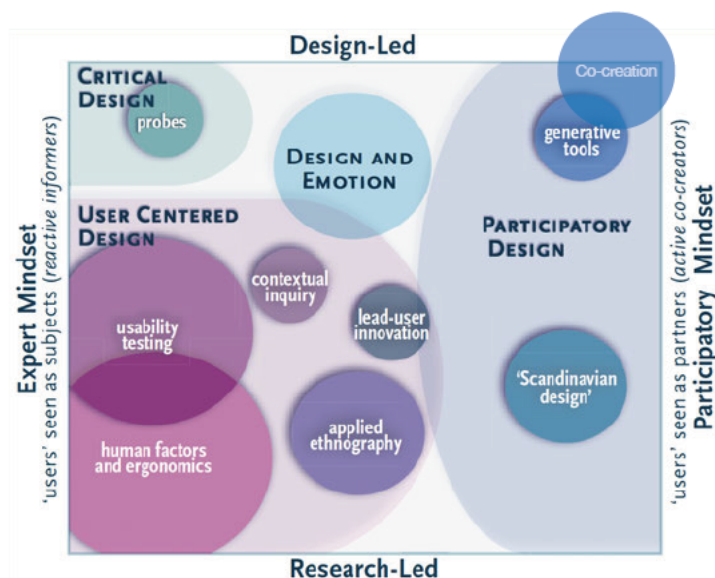 Design-Led
Co-creation
CRITICAL
DESIGN
probes
generative
tools
DESIGN AND
EMOTION
USER CENTERED
DESIGN
PARTICIPATORY
DESIGN
contextual
inquiry
lead-user
innovation
usability
testing
'Scandinavian
design'
applied
ethnography
human factors
and ergonomics
Expert Mindset
'users' seen as subjects (reactive informers)
'users' seen as partners (active co-creators)
Participatory Mindset
Research-Led